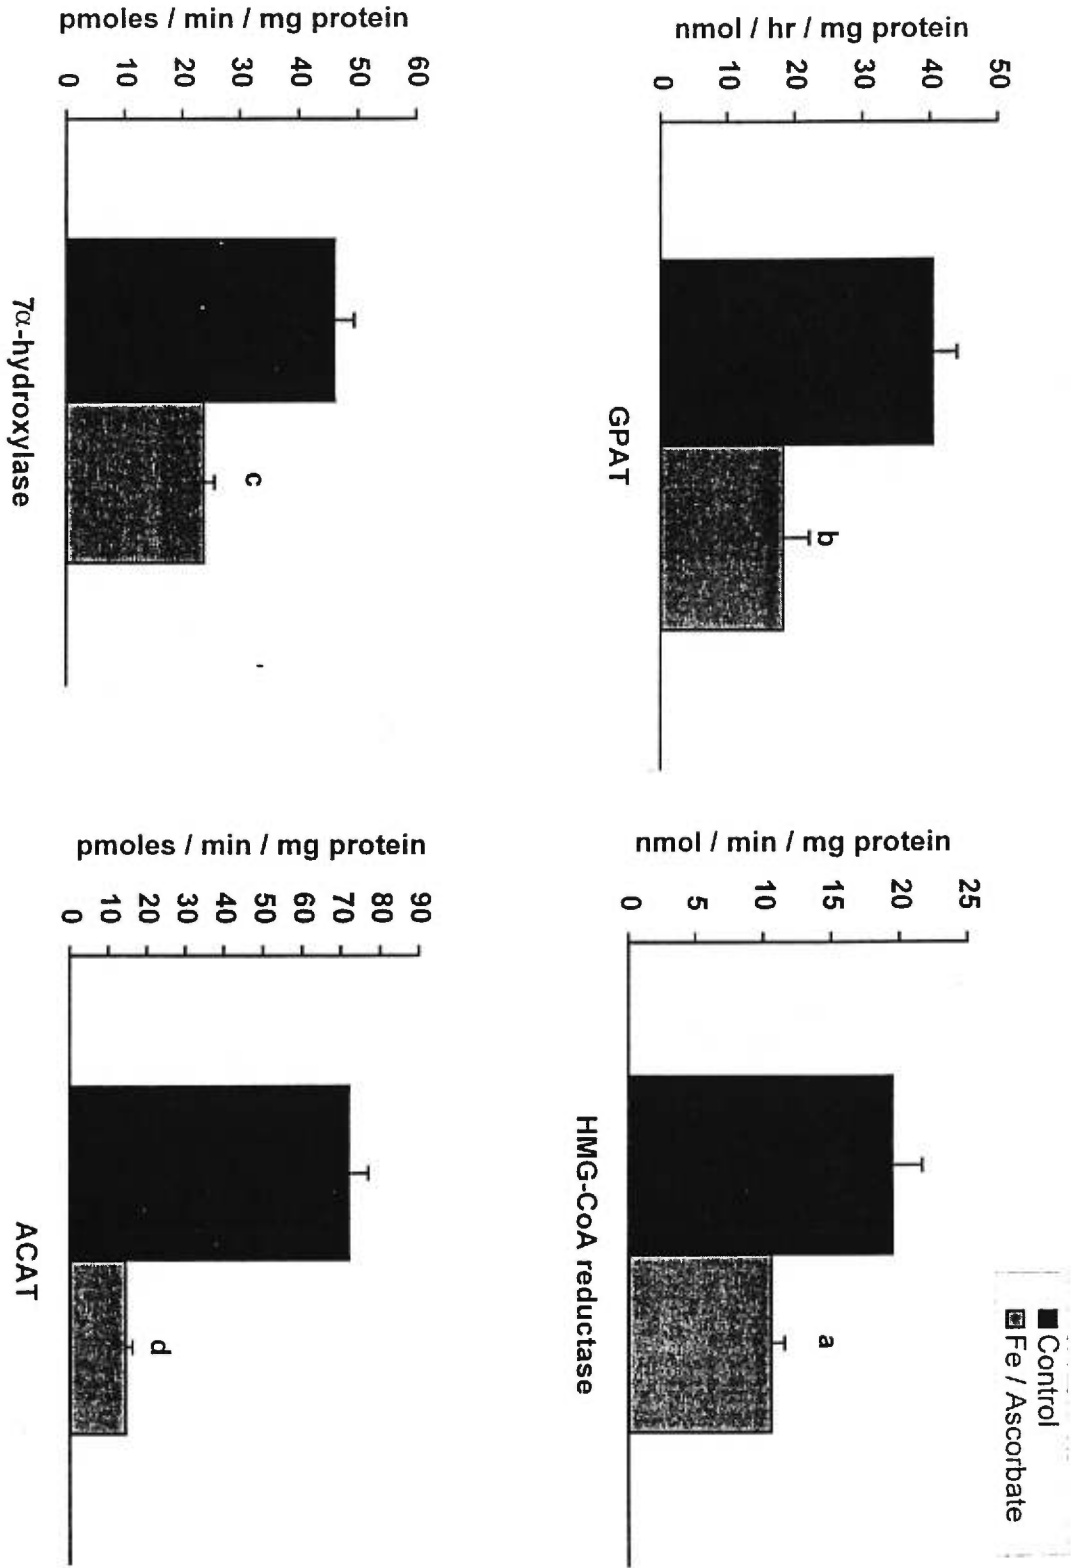 Control
Fe / Ascorbate
nmol / hr / mg protein
50
40
30
20
10
0
b
GPAT
nmol / min / mg protein
25
20
15
10
5
0
a
HMG-CoA reductase
pmoles / min / mg protein
60
50
40
30
20
10
0
c
7α-hydroxylase
pmoles / min / mg protein
90
80
70
60
50
40
30
20
10
0
d
ACAT